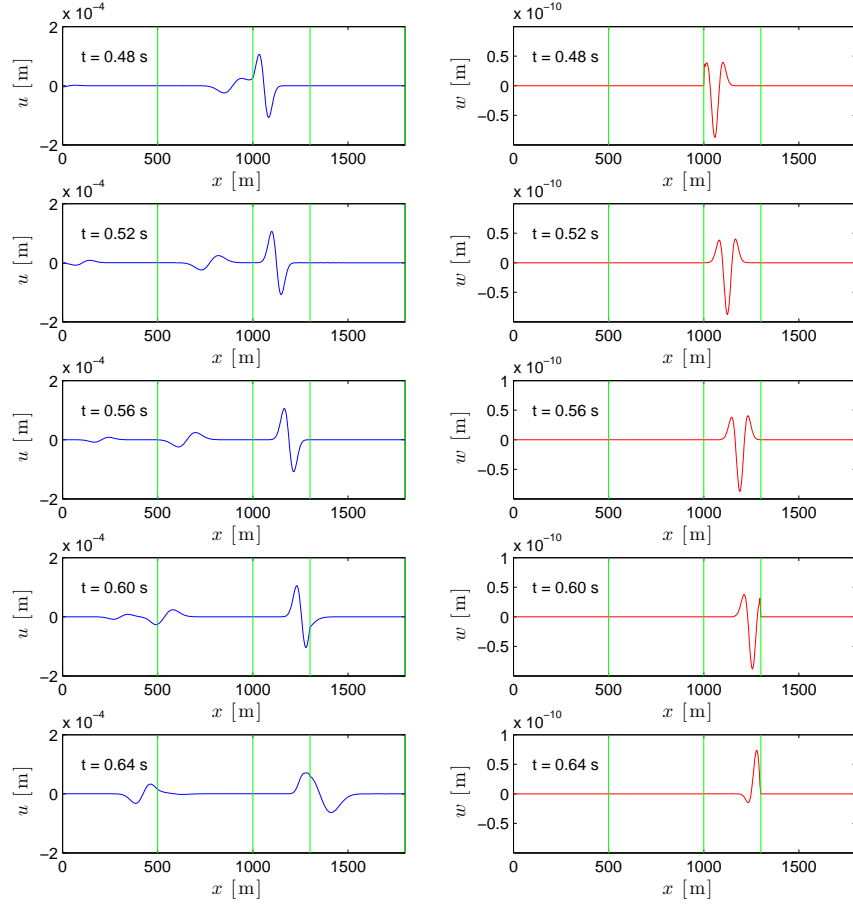 x 10−4
x 10−10
2
0
−2
u [m]
t = 0.48 s
0 500 1000 1500
x [m]
0.5
0
−0.5
w [m]
t = 0.48 s
0 500 1000 1500
x [m]
x 10−4
x 10−10
2
0
−2
u [m]
t = 0.52 s
0 500 1000 1500
x [m]
0.5
0
−0.5
w [m]
t = 0.52 s
0 500 1000 1500
x [m]
x 10−4
x 10−10
2
0
−2
u [m]
t = 0.56 s
0 500 1000 1500
x [m]
1
0.5
0
−0.5
w [m]
t = 0.56 s
0 500 1000 1500
x [m]
x 10−4
x 10−10
2
0
−2
u [m]
t = 0.60 s
0 500 1000 1500
x [m]
1
0.5
0
−0.5
w [m]
t = 0.60 s
0 500 1000 1500
x [m]
x 10−4
x 10−10
2
0
−2
u [m]
t = 0.64 s
0 500 1000 1500
x [m]
1
0.5
0
−0.5
w [m]
t = 0.64 s
0 500 1000 1500
x [m]